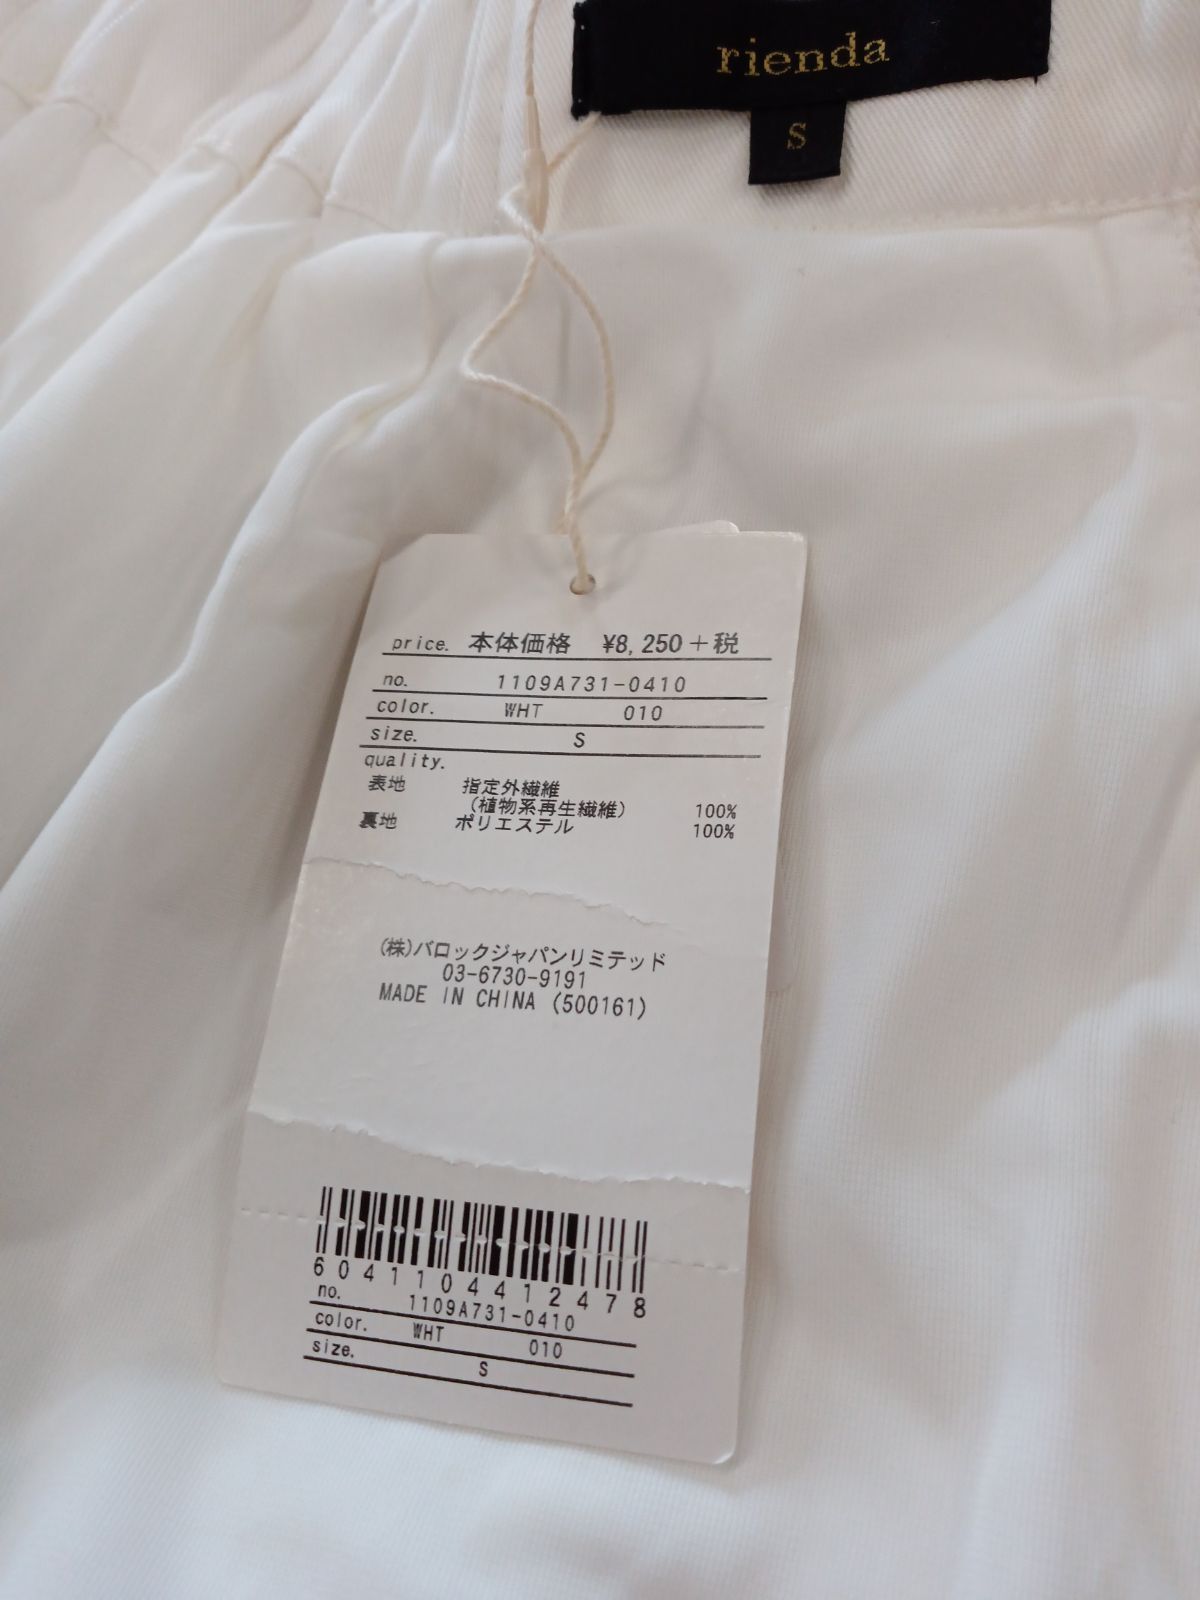 rienda
S
price. 本体価格 ¥8,250+税
no. 1109A731-0410
color. WHT 010
size. S
quality.
表地 指定外繊維
(植物系再生繊維) 100%
裏地 ポリエステル 100%
(株)バロックジャパンリミテッド
03-6730-9191
MADE IN CHINA (500161)
6041104412478
no. 1109A731-0410
color. WHT 010
size. S